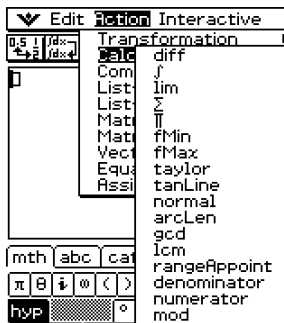 Edit Action Interactive
Transformation
Calc
Com
List-
List-
Matr
Matr
Vect
Equa
Assi
diff
∫
lim
Σ
∏
fMin
fMax
taylor
tanLine
normal
arcLen
gcd
lcm
rangeAppoint
denominator
numerator
mod
mth abc cat
π θ i ∞ ( )
hyp °